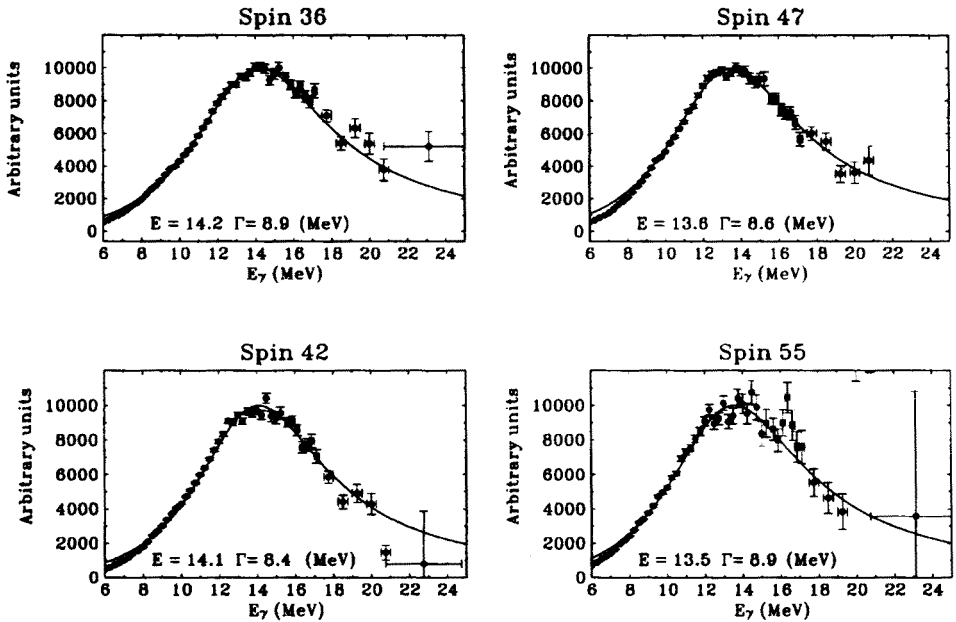 Spin 36
Arbitrary units
10000
8000
6000
4000
2000
0
E = 14.2 Γ= 8.9 (MeV)
6 8 10 12 14 16 18 20 22 24
Eγ (MeV)
Spin 47
Arbitrary units
10000
8000
6000
4000
2000
0
E = 13.6 Γ= 8.6 (MeV)
6 8 10 12 14 16 18 20 22 24
Eγ (MeV)
Spin 42
Arbitrary units
10000
8000
6000
4000
2000
0
E = 14.1 Γ= 8.4 (MeV)
6 8 10 12 14 16 18 20 22 24
Eγ (MeV)
Spin 55
Arbitrary units
10000
8000
6000
4000
2000
0
E = 13.5 Γ= 8.9 (MeV)
6 8 10 12 14 16 18 20 22 24
Eγ (MeV)